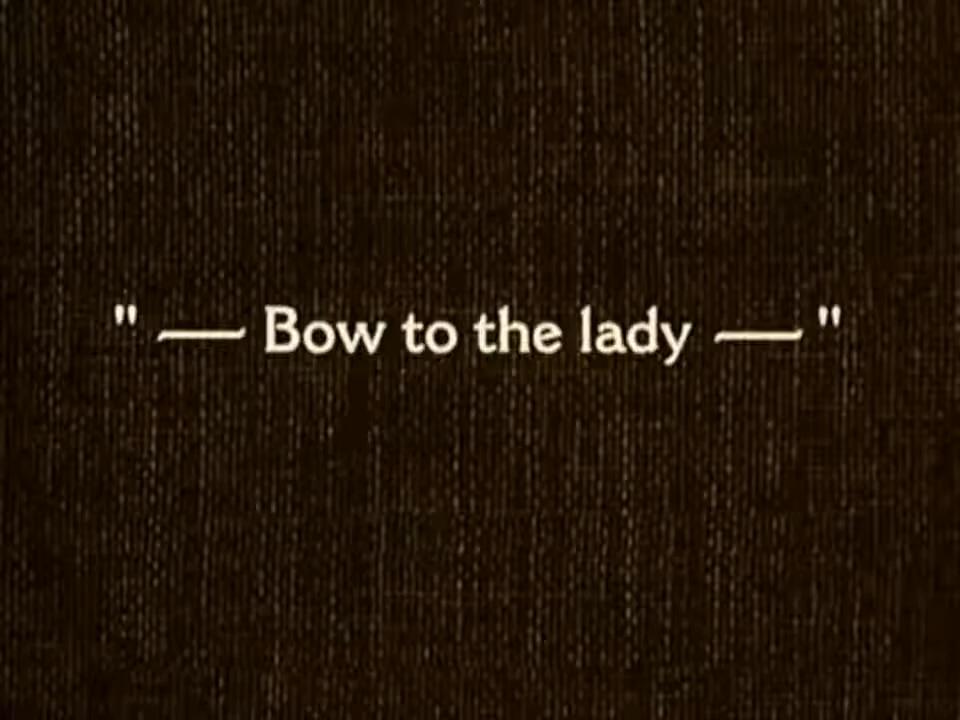 "— Bow to the lady —"